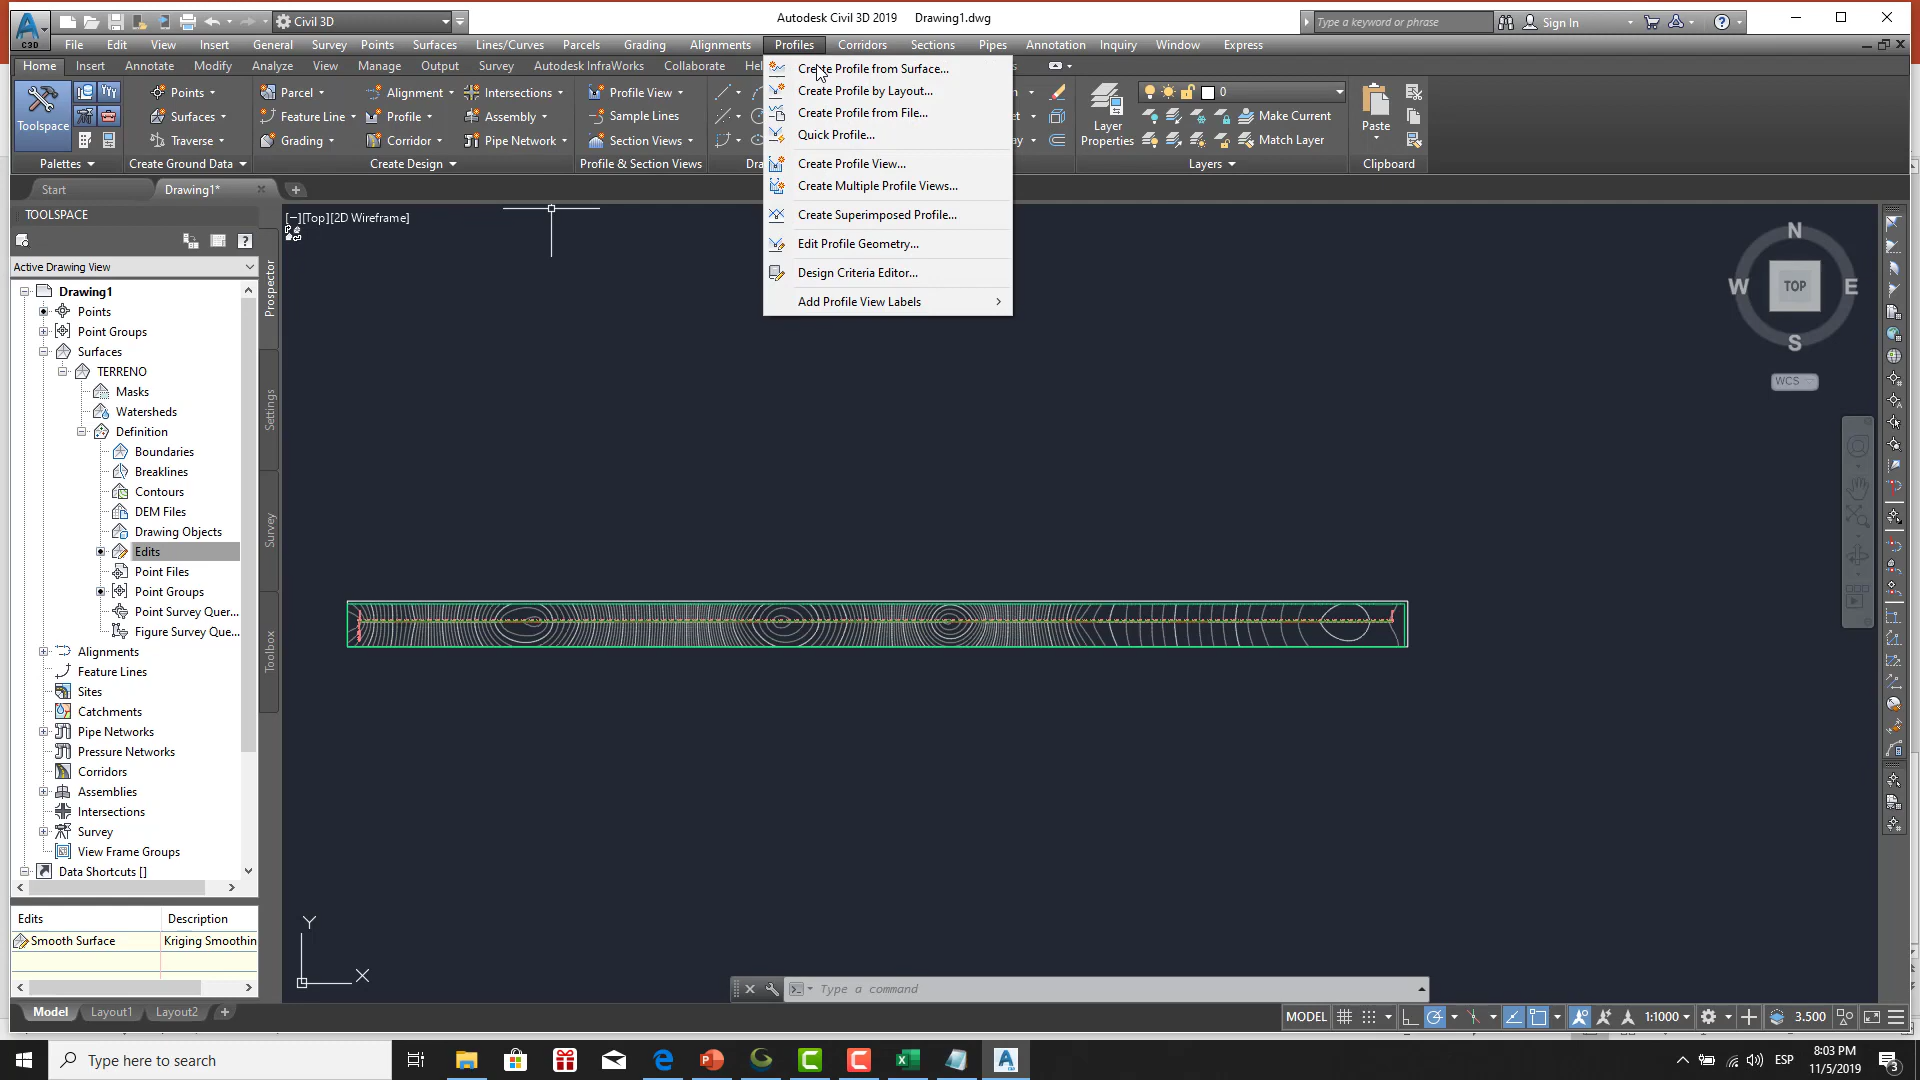 Civil 3D
Autodesk Civil 3D 2019 Drawing1.dwg
Type a keyword or phrase
Sign In
C3D
File Edit View Insert General Survey Points Surfaces Lines/Curves Parcels Grading Alignments Profiles Corridors Sections Pipes Annotation Inquiry Window Express
Home Insert Annotate Modify Analyze View Manage Output Survey Autodesk InfraWorks Collaborate
Create Profile from Surface...
Create Profile by Layout...
Create Profile from File...
Quick Profile...
Create Profile View...
Create Multiple Profile Views...
Create Superimposed Profile...
Edit Profile Geometry...
Design Criteria Editor...
Add Profile View Labels
Toolspace
Points Parcel Alignment Intersections Profile View
Surfaces Feature Line Profile Assembly Sample Lines
Traverse Grading Corridor Pipe Network Section Views
Palettes Create Ground Data Create Design Profile & Section Views
Layer
Properties
0
Make Current
Match Layer
Layers
Paste
Clipboard
Start Drawing1*
TOOLSPACE
Active Drawing View
Drawing1
Points
Point Groups
Surfaces
TERRENO
Masks
Watersheds
Definition
Boundaries
Breaklines
Contours
DEM Files
Drawing Objects
Edits
Point Files
Point Groups
Point Survey Quer...
Figure Survey Que...
Alignments
Feature Lines
Sites
Catchments
Pipe Networks
Pressure Networks
Corridors
Assemblies
Intersections
Survey
View Frame Groups
Data Shortcuts []
Prospector
Settings
Survey
Toolbox
Edits Description
Smooth Surface Kriging Smoothin
[−][Top][2D Wireframe]
N
W TOP E
S
WCS
Y
X
Type a command
Model Layout1 Layout2
MODEL 1:1000 3.500
Type here to search
ESP
8:03 PM
11/5/2019
3